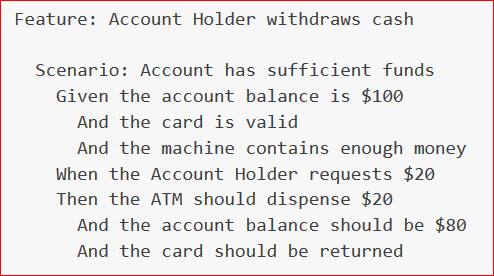 Feature: Account Holder withdraws cash
Scenario: Account has sufficient funds
Given the account balance is $100
And the card is valid
And the machine contains enough money
When the Account Holder requests $20
Then the ATM should dispense $20
And the account balance should be $80
And the card should be returned